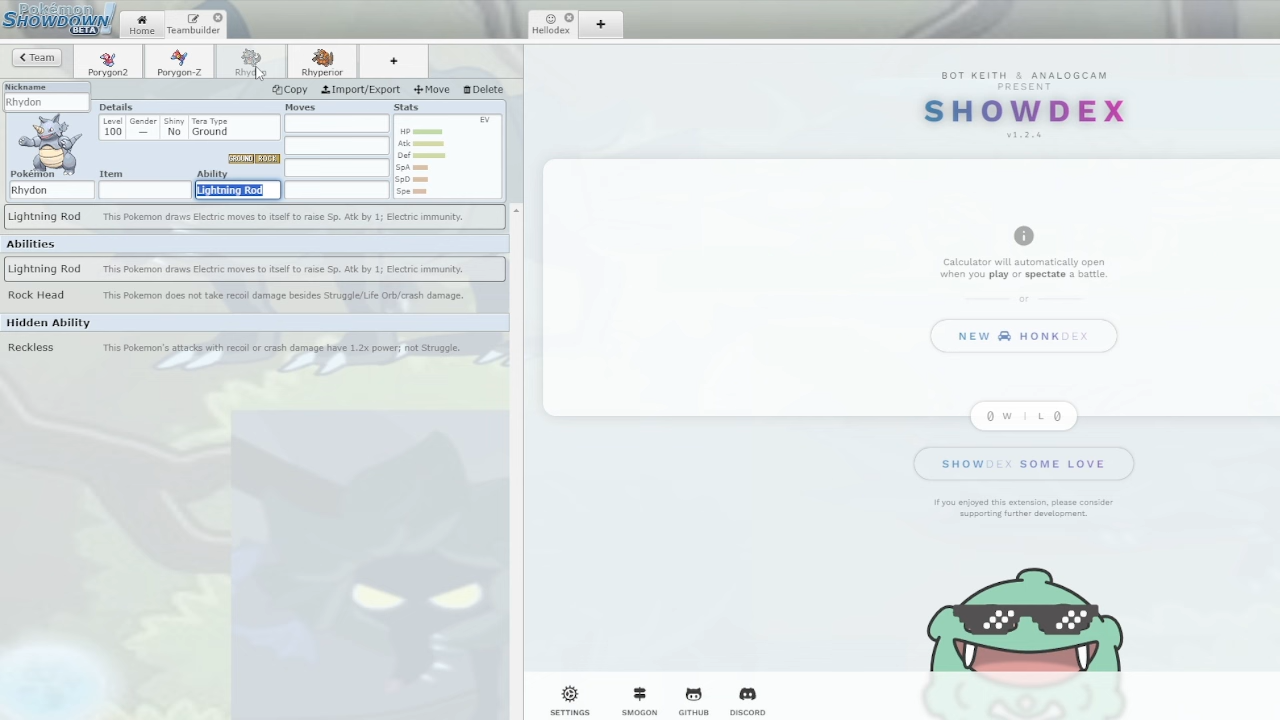 Pokémon
SHOWDOWN!
BETA
Home
Teambuilder
Hellodex
+
Team
Porygon2
Porygon-Z
Rhyperior
+
Copy
Import/Export
Move
Delete
Nickname
Rhydon
Details
Level
Gender
Shiny
Tera Type
100
—
No
Ground
GROUND
ROCK
Pokémon
Rhydon
Item
Ability
Lightning Rod
Moves
Stats
EV
HP
Atk
Def
SpA
SpD
Spe
Lightning Rod This Pokemon draws Electric moves to itself to raise Sp. Atk by 1; Electric immunity.
Abilities
Lightning Rod This Pokemon draws Electric moves to itself to raise Sp. Atk by 1; Electric immunity.
Rock Head This Pokemon does not take recoil damage besides Struggle/Life Orb/crash damage.
Hidden Ability
Reckless This Pokemon's attacks with recoil or crash damage have 1.2x power; not Struggle.
BOT KEITH & ANALOGCAM
PRESENT
SHOWDEX
v1.2.4
Calculator will automatically open
when you play or spectate a battle.
or
NEW HONKDEX
0 W | L 0
SHOWDEX SOME LOVE
If you enjoyed this extension, please consider
supporting further development.
SETTINGS
SMOGON
GITHUB
DISCORD